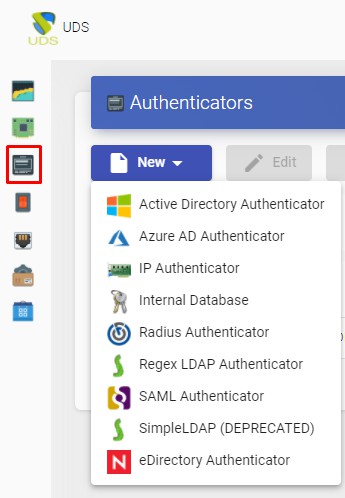 UDS
UDS
Authenticators
New
Edit
Active Directory Authenticator
Azure AD Authenticator
IP Authenticator
Internal Database
Radius Authenticator
Regex LDAP Authenticator
SAML Authenticator
SimpleLDAP (DEPRECATED)
eDirectory Authenticator